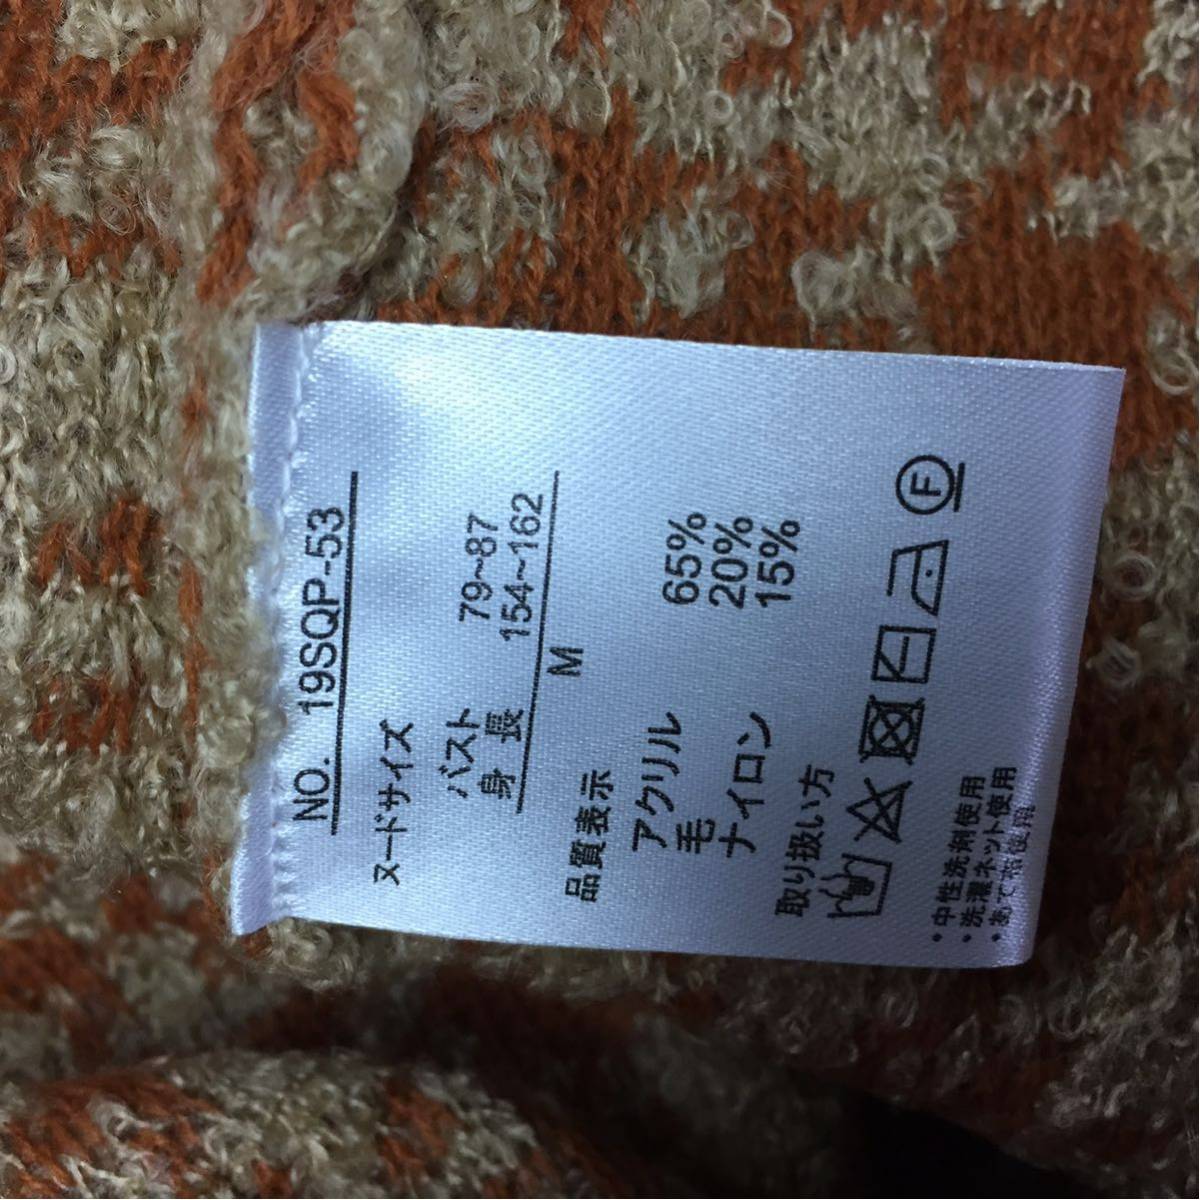 NO. 19SQP-53
ヌードサイズ
バスト 79~87
身長 154~162
M
品質表示
アクリル 65%
毛 20%
ナイロン 15%
取り扱い方
F
・中性洗剤使用
・洗濯ネット使用
・あて布使用